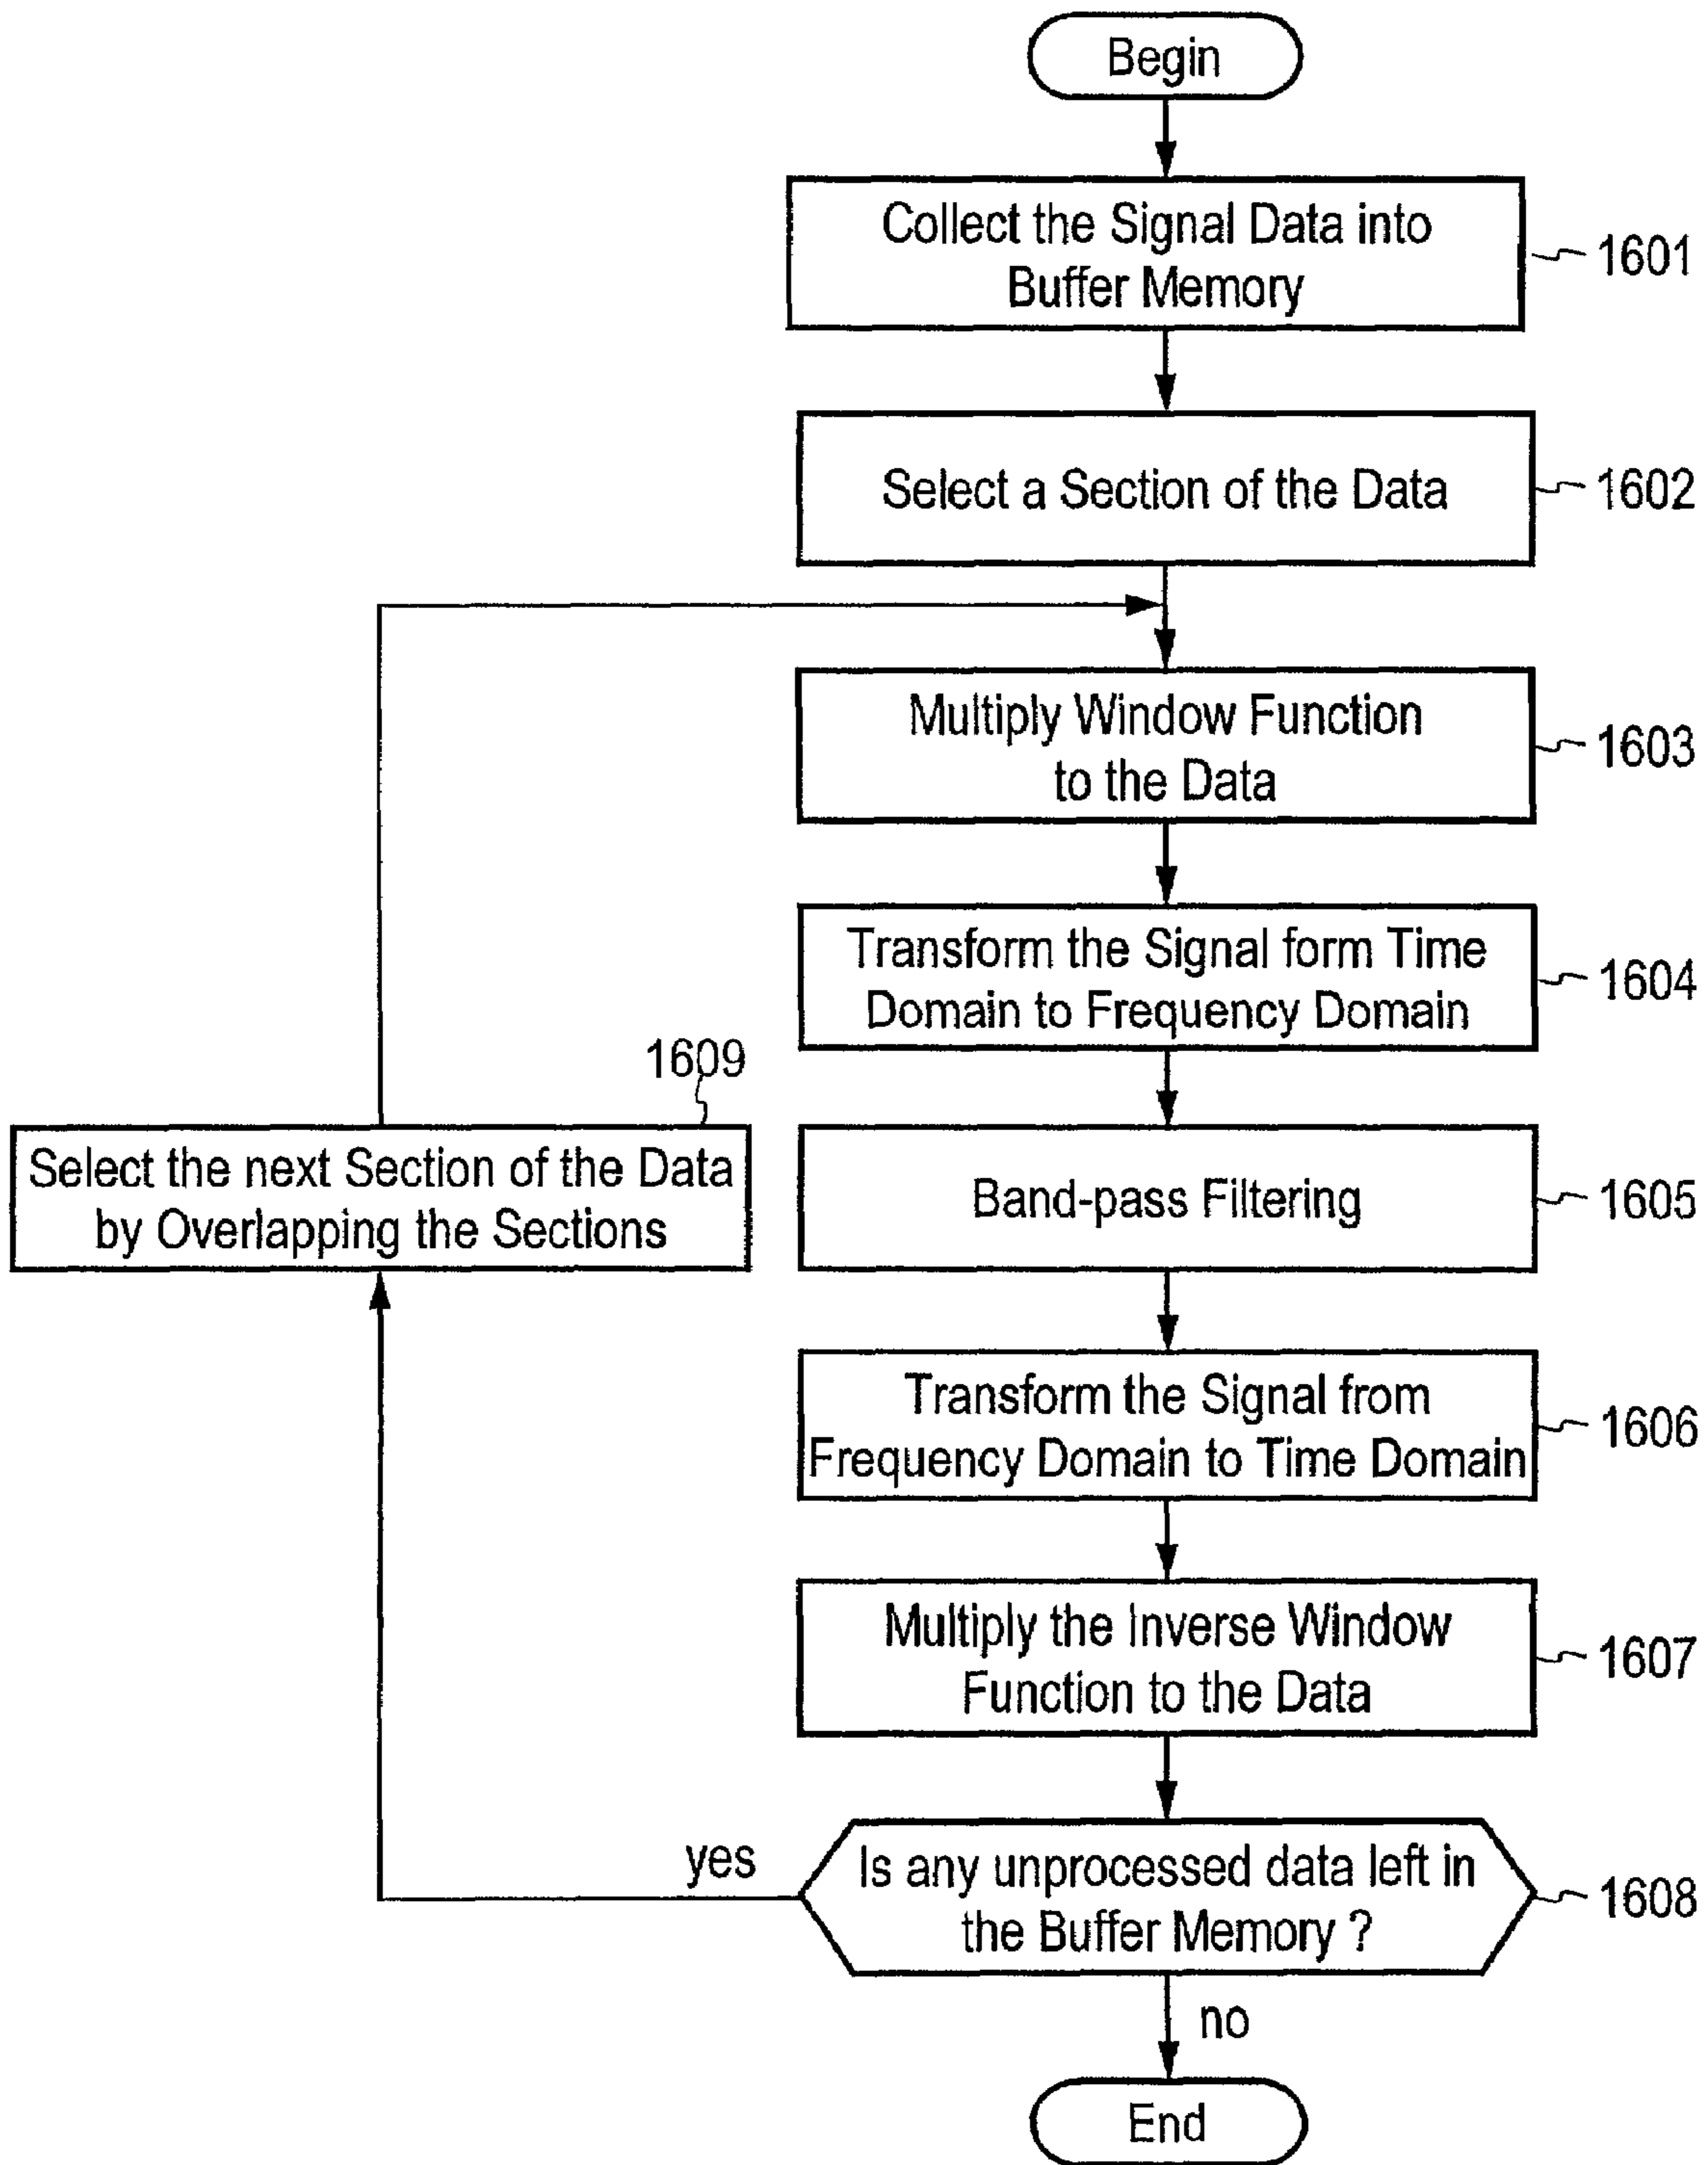 Begin
Collect the Signal Data into
Buffer Memory
1601
Select a Section of the Data
1602
Multiply Window Function
to the Data
1603
Transform the Signal form Time
Domain to Frequency Domain
1604
1609
Select the next Section of the Data
by Overlapping the Sections
Band-pass Filtering
1605
Transform the Signal from
Frequency Domain to Time Domain
1606
Multiply the Inverse Window
Function to the Data
1607
yes
Is any unprocessed data left in
the Buffer Memory ?
1608
no
End